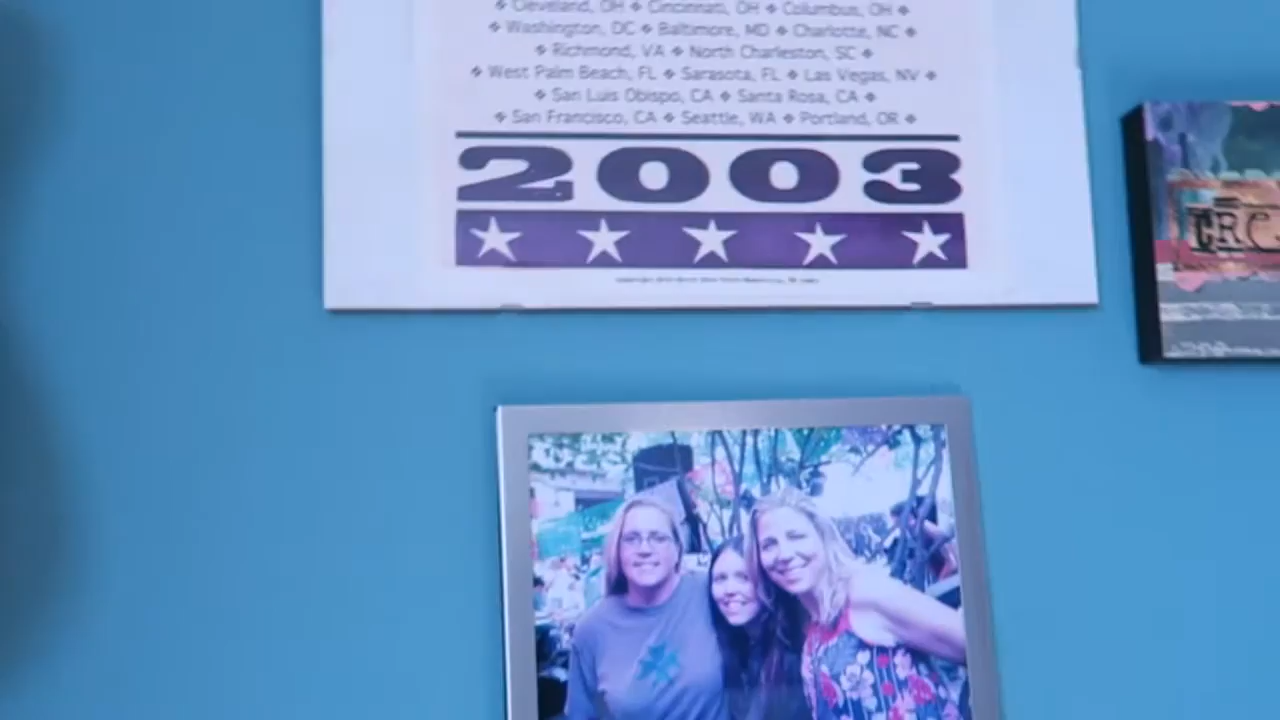 ❖ Cleveland, OH ❖ Cincinnati, OH ❖ Columbus, OH ❖
❖ Washington, DC ❖ Baltimore, MD ❖ Charlotte, NC ❖
❖ Richmond, VA ❖ North Charleston, SC ❖
❖ West Palm Beach, FL ❖ Sarasota, FL ❖ Las Vegas, NV ❖
❖ San Luis Obispo, CA ❖ Santa Rosa, CA ❖
❖ San Francisco, CA ❖ Seattle, WA ❖ Portland, OR ❖
2003